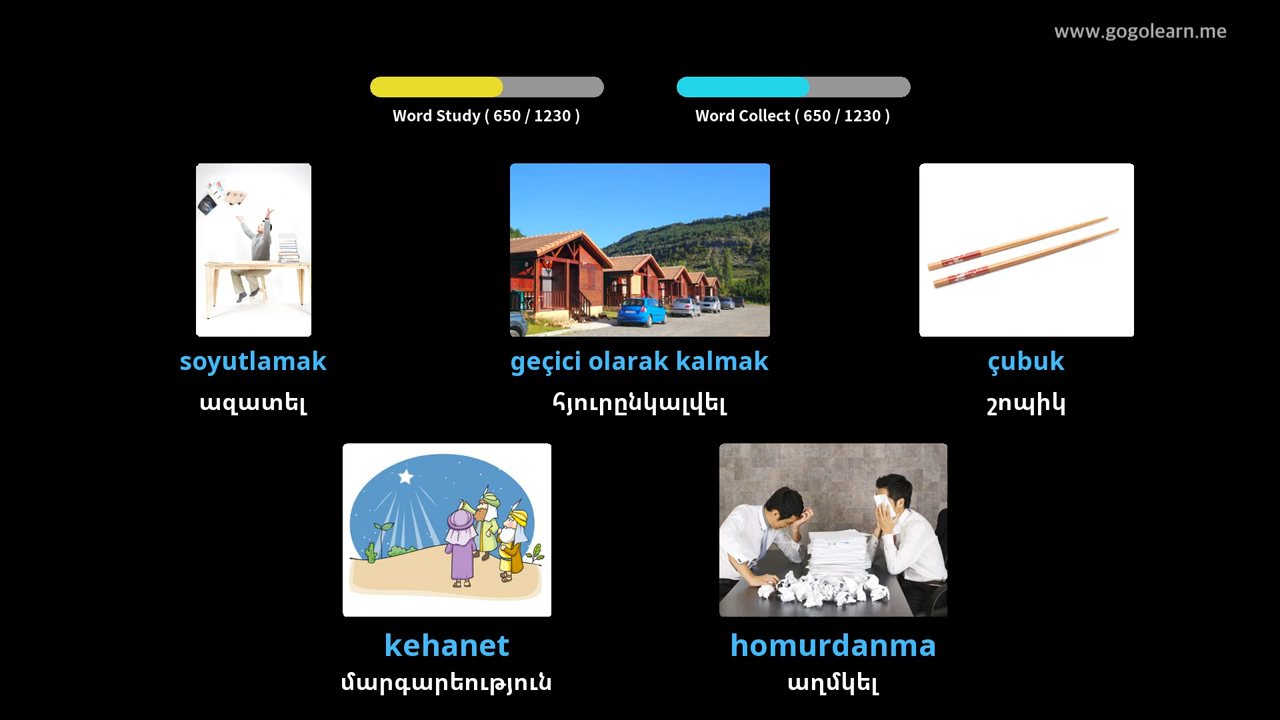 www.gogolearn.me
Word Study ( 650 / 1230 )
Word Collect ( 650 / 1230 )
soyutlamak
geçici olarak kalmak
çubuk
ազատել
հյուրընկալվել
շոպիկ
kehanet
homurdanma
մարգարեություն
աղմկել